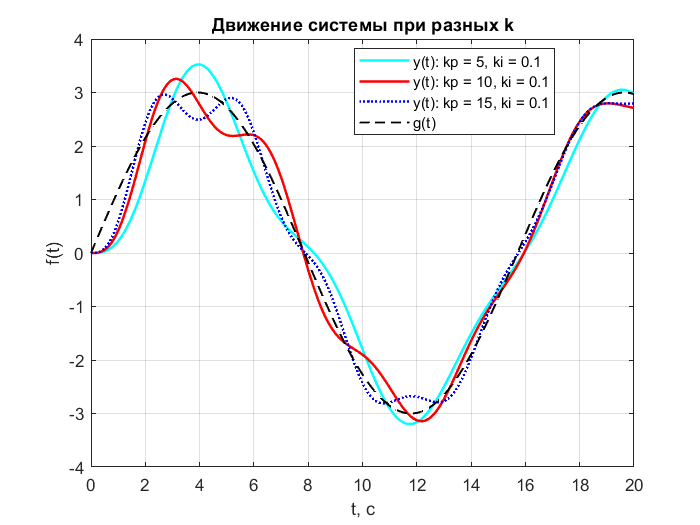 Движение системы при разных k
y(t): kp = 5, ki = 0.1
y(t): kp = 10, ki = 0.1
y(t): kp = 15, ki = 0.1
g(t)
4
3
2
1
0
-1
-2
-3
-4
f(t)
0 2 4 6 8 10 12 14 16 18 20
t, c